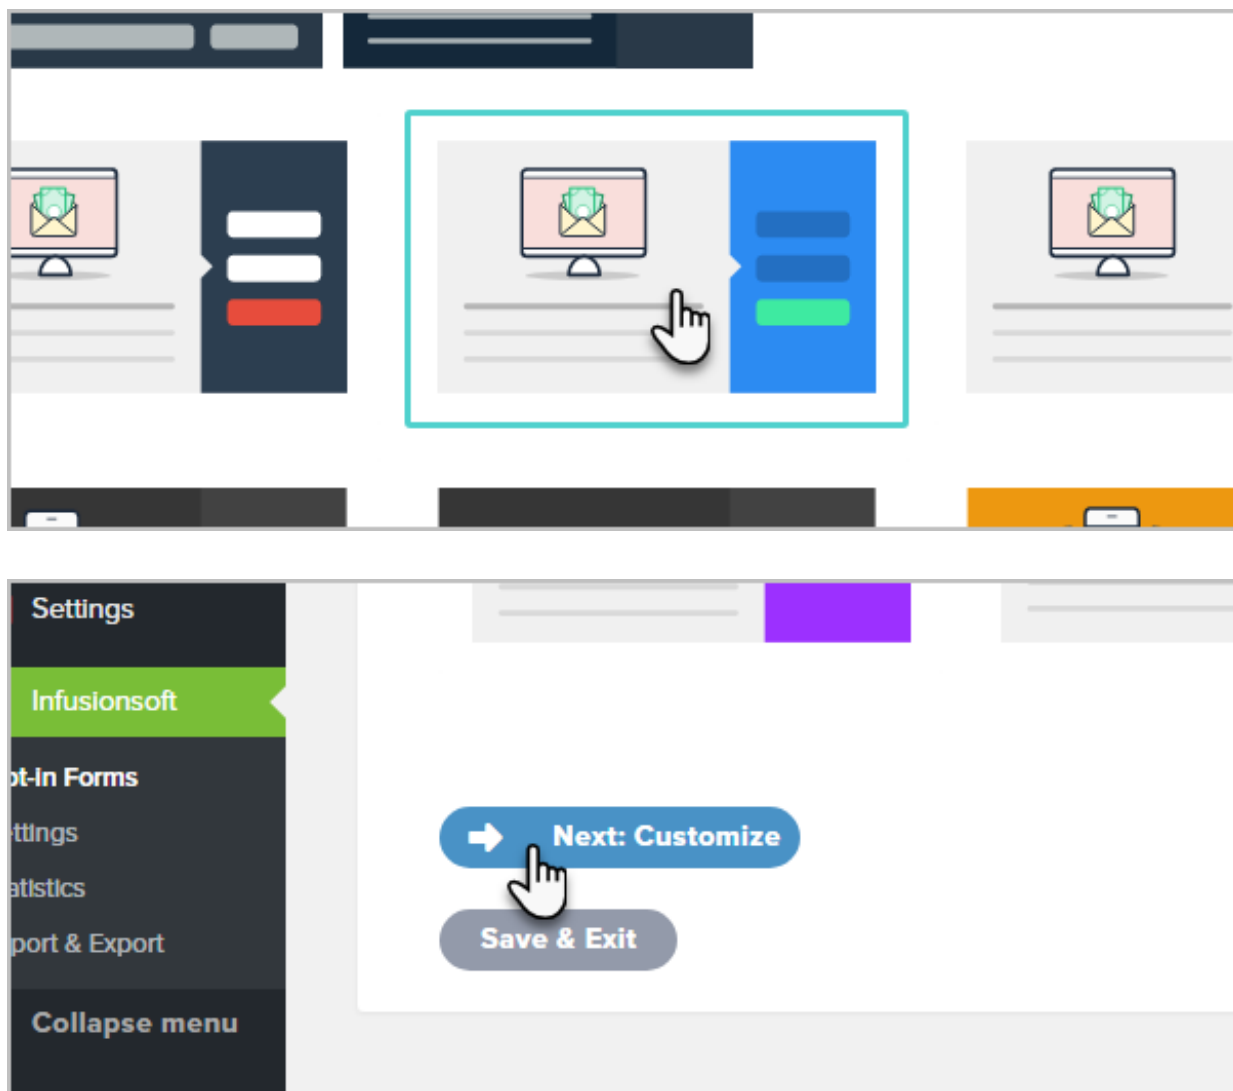 Settings
Infusionsoft
pt-in Forms
ttings
atistics
port & Export
Collapse menu
Next: Customize
Save & Exit